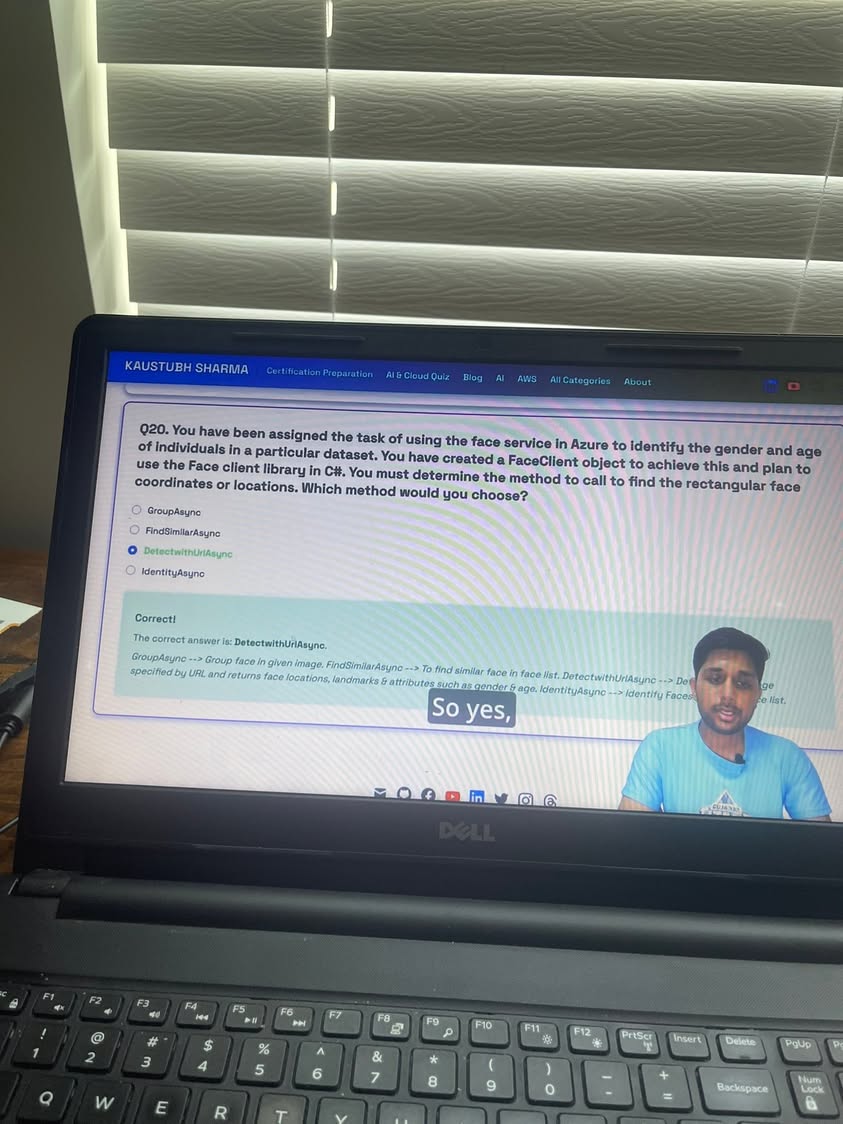 KAUSTUBH SHARMA Certification Preparation AI & Cloud Quiz Blog AI AWS All Categories About
Q20. You have been assigned the task of using the face service in Azure to identify the gender and age
of individuals in a particular dataset. You have created a FaceClient object to achieve this and plan to
use the Face client library in C#. You must determine the method to call to find the rectangular face
coordinates or locations. Which method would you choose?
GroupAsync
FindSimilarAsync
DetectwithUrlAsync
IdentityAsync
Correct!
The correct answer is: DetectwithUrlAsync.
GroupAsync --> Group face in given image. FindSimilarAsync --> To find similar face in face list. DetectwithUrlAsync -->
specified by URL and returns face locations, landmarks & attributes such as gender & age. IdentityAsync --> Identify Faces list.
So yes,
in
DELL
F1 F2 F3 F4 F5 F6 F7 F8 F9 F10 F11 F12 PrtScr Insert Delete PgUp
! @ # $ % ^ & * ( ) - +
1 2 3 4 5 6 7 8 9 0 - = Backspace Num Lock
Q W E R T Y U